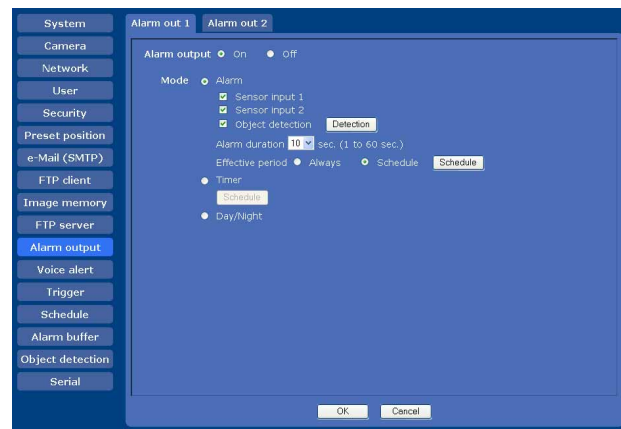 System
Camera
Network
User
Security
Preset position
e-Mail (SMTP)
FTP client
Image memory
FTP server
Alarm output
Voice alert
Trigger
Schedule
Alarm buffer
Object detection
Serial
Alarm out 1 Alarm out 2
Alarm output On Off
Mode Alarm
Sensor input 1
Sensor input 2
Object detection Detection
Alarm duration 10 sec. (1 to 60 sec.)
Effective period Always Schedule Schedule
Timer
Schedule
Day/Night
OK Cancel